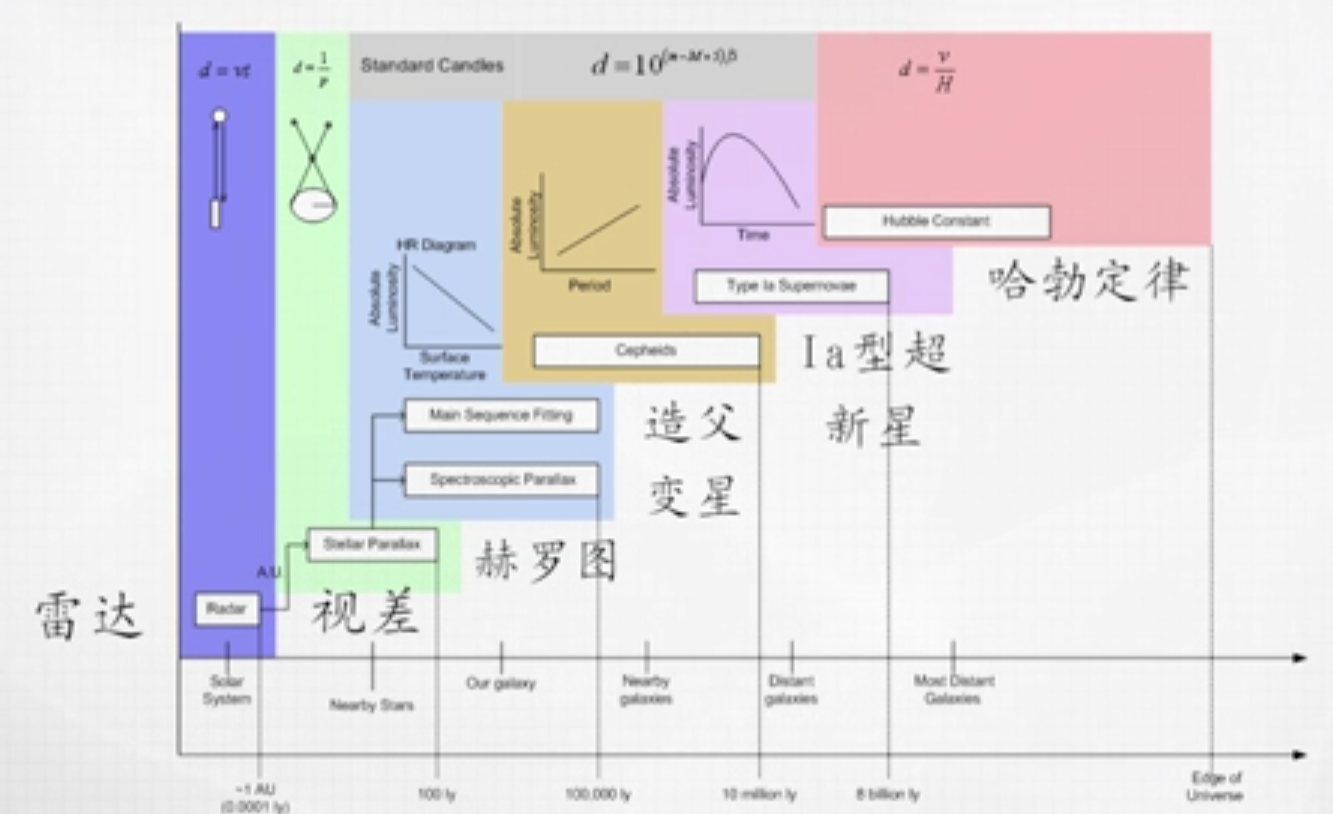 d = vt
d = 1/p
Standard Candles
d = 10^(m-M+5)/5
d = v/H
Absolute Luminosity
Time
Hubble Constant
哈勃定律
Absolute Luminosity
Period
Type Ia Supernovae
HR Diagram
Absolute Luminosity
Surface
Temperature
Cepheids
Ia型超
新星
Main Sequence Fitting
造父
变星
Spectroscopic Parallax
Stellar Parallax
赫罗图
A.U.
Radar
雷达
视差
Solar
System
Nearby Stars
Our galaxy
Nearby
galaxies
Distant
galaxies
Most Distant
Galaxies
~1 AU
(0.0001 ly)
100 ly
100,000 ly
10 million ly
8 billion ly
Edge of
Universe